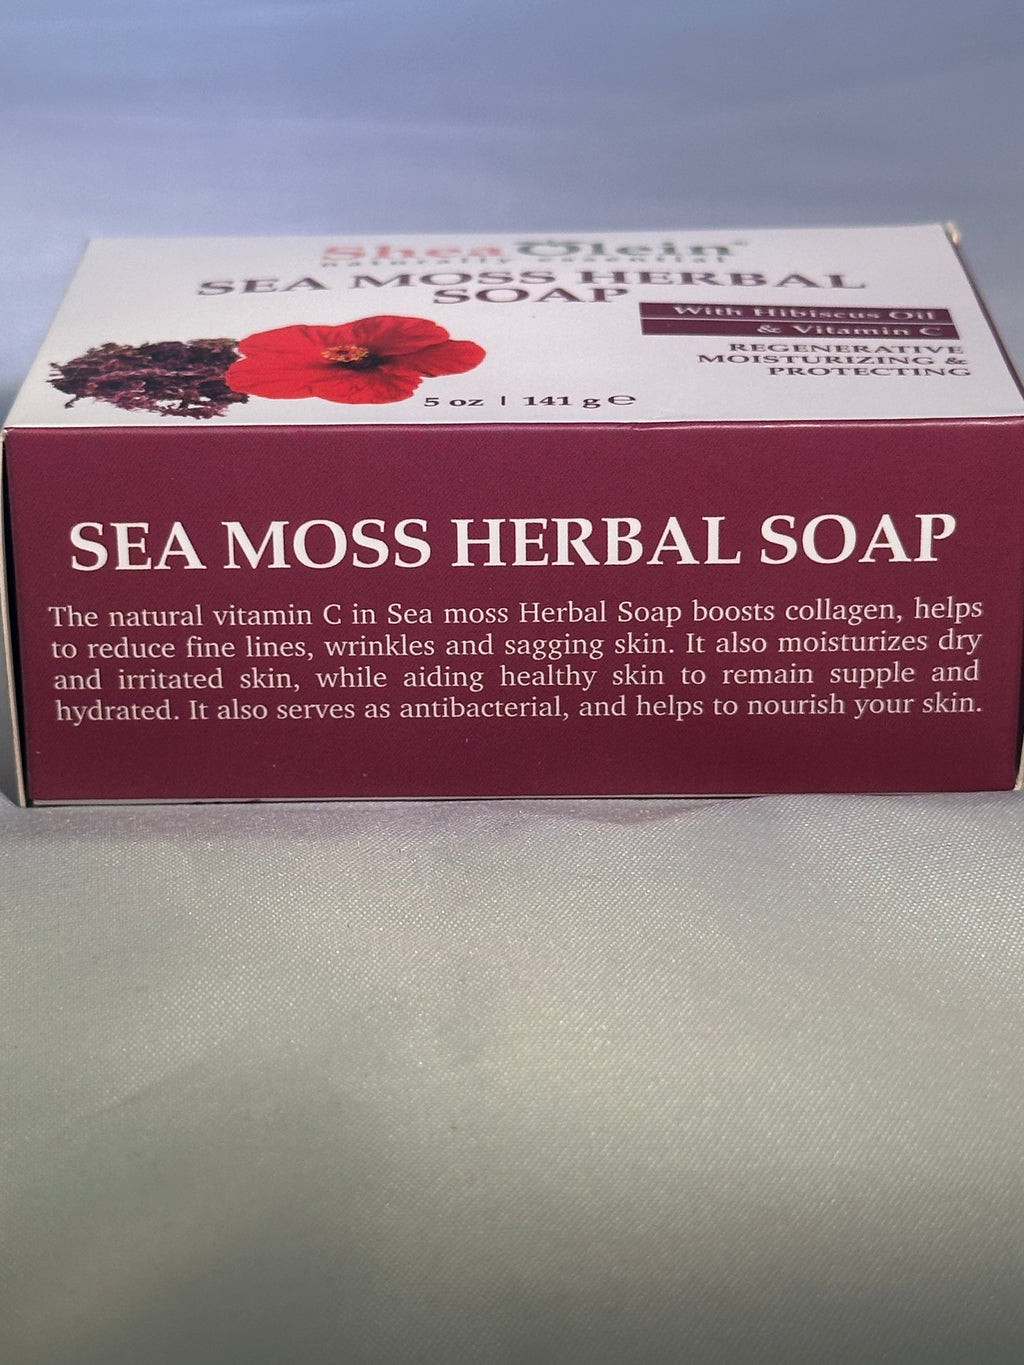 Shea Olein®
naturally essential
SEA MOSS HERBAL
SOAP
With Hibiscus Oil
& Vitamin C
REGENERATIVE
MOISTURIZING &
PROTECTING
5 oz | 141 g ℮
SEA MOSS HERBAL SOAP
The natural vitamin C in Sea moss Herbal Soap boosts collagen, helps
to reduce fine lines, wrinkles and sagging skin. It also moisturizes dry
and irritated skin, while aiding healthy skin to remain supple and
hydrated. It also serves as antibacterial, and helps to nourish your skin.